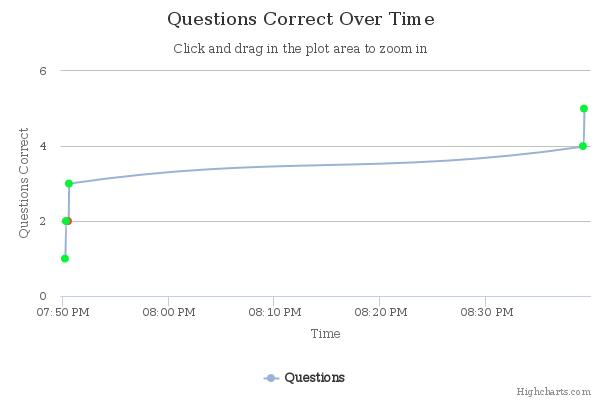 Questions Correct Over Time
Click and drag in the plot area to zoom in
Questions Correct
6
4
2
0
07:50 PM 08:00 PM 08:10 PM 08:20 PM 08:30 PM
Time
Questions
Highcharts.com